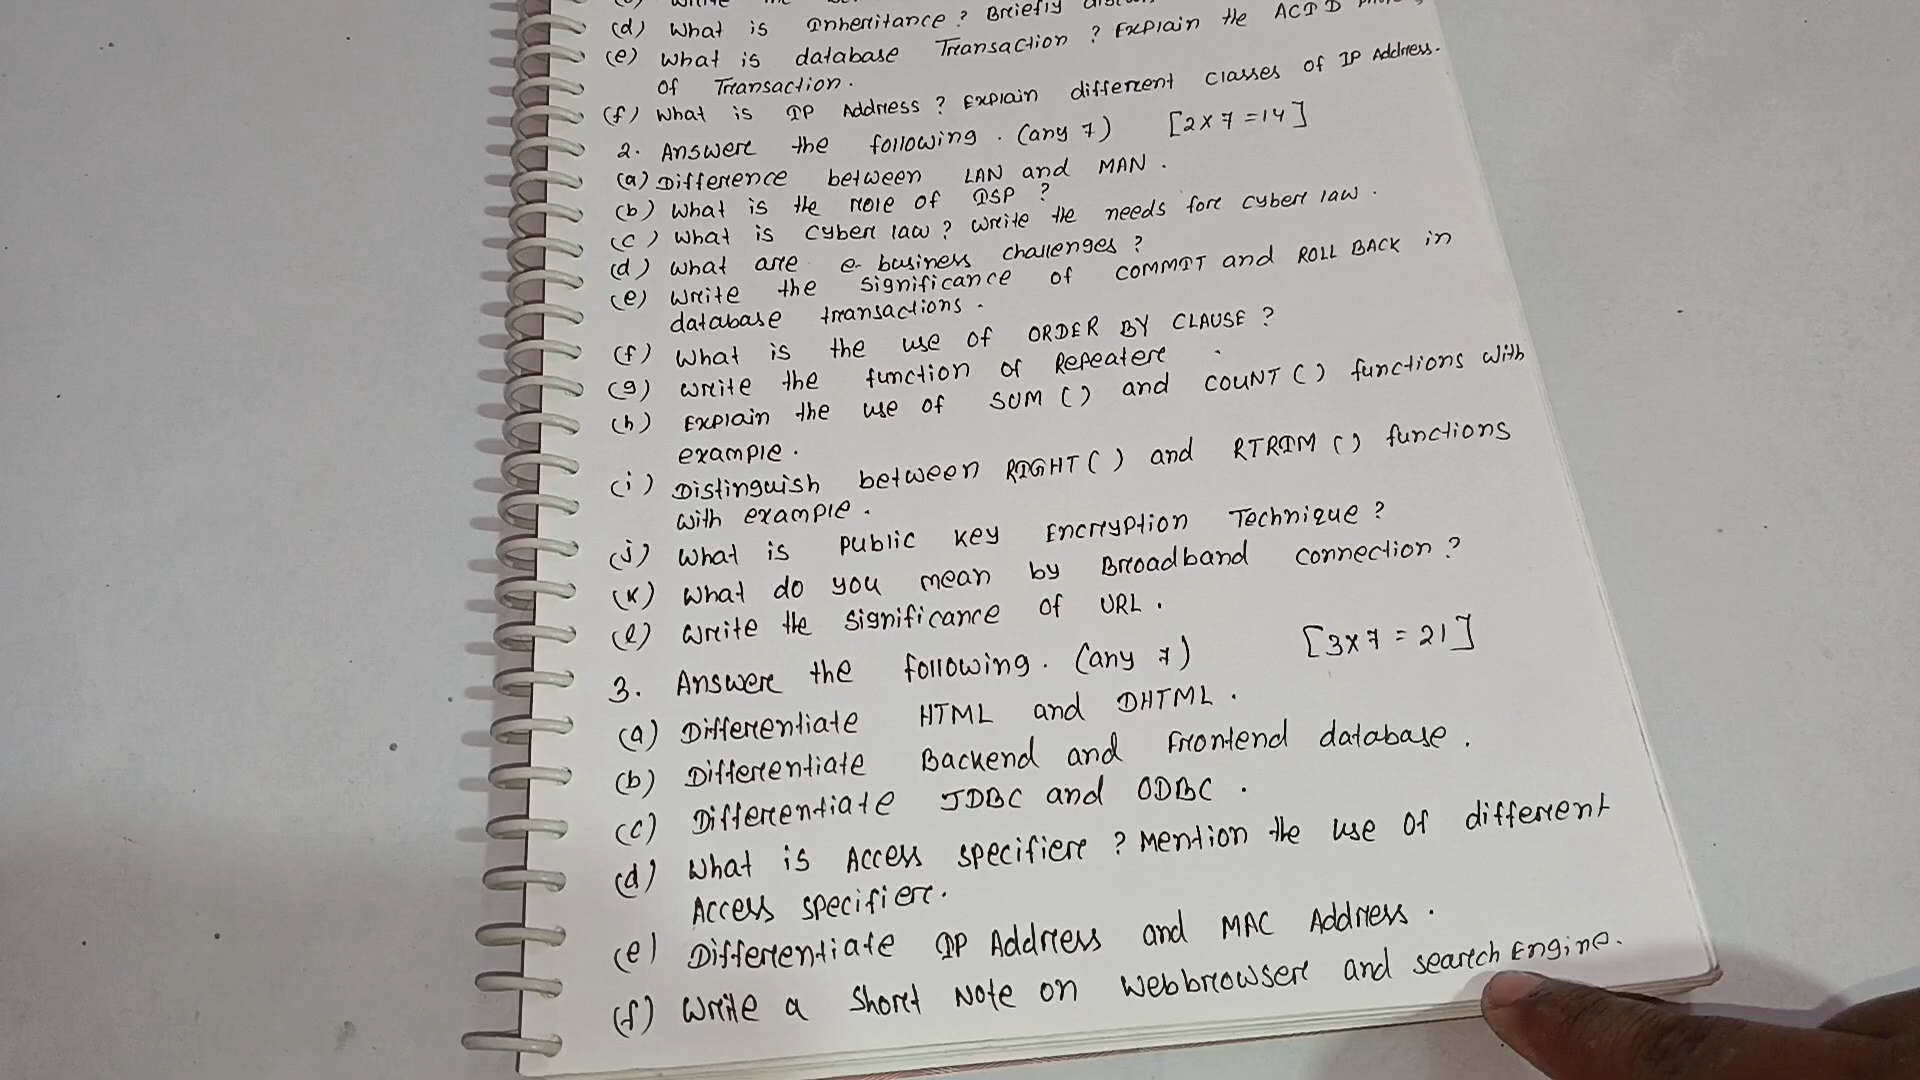 (d) What is Inheritance? Briefly
(e) What is database Transaction? Explain the ACID
of Transaction.
(f) What is IP Address? Explain different classes of IP Address.
2. Answer the following. (any 7) [2x7=14]
(a) Difference between LAN and MAN.
(b) What is the role of ISP?
(c) What is cyber law? Write the needs for cyber law.
(d) What are e-business challenges?
(e) Write the significance of COMMIT and ROLL BACK in
database transactions.
(f) What is the use of ORDER BY CLAUSE?
(g) Write the function of Repeater.
(h) Explain the use of SUM() and COUNT() functions with
example.
(i) Distinguish between RIGHT() and RTRIM() functions
with example.
(j) What is public key Encryption Technique?
(k) What do you mean by Broadband connection?
(l) Write the significance of URL.
3. Answer the following. (any 7) [3x7=21]
(a) Differentiate HTML and DHTML.
(b) Differentiate Backend and Frontend database.
(c) Differentiate JDBC and ODBC.
(d) What is Access specifier? Mention the use of different
Access specifier.
(e) Differentiate IP Address and MAC Address.
(f) Write a short Note on Webbrowser and search Engine.